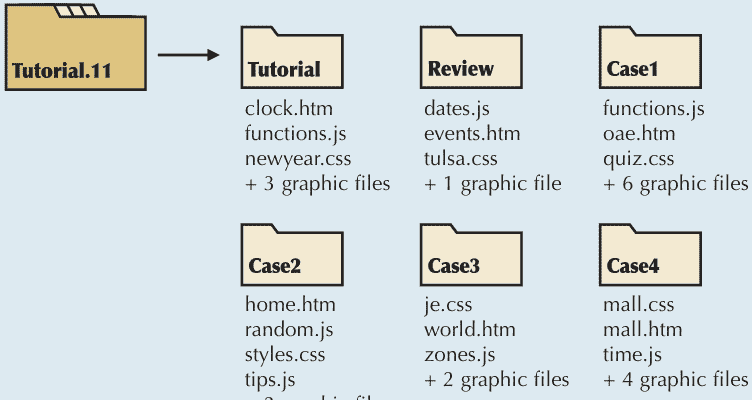 Tutorial.11
Tutorial
clock.htm
functions.js
newyear.css
+ 3 graphic files
Review
dates.js
events.htm
tulsa.css
+ 1 graphic file
Case1
functions.js
oae.htm
quiz.css
+ 6 graphic files
Case2
home.htm
random.js
styles.css
tips.js
Case3
je.css
world.htm
zones.js
+ 2 graphic files
Case4
mall.css
mall.htm
time.js
+ 4 graphic files